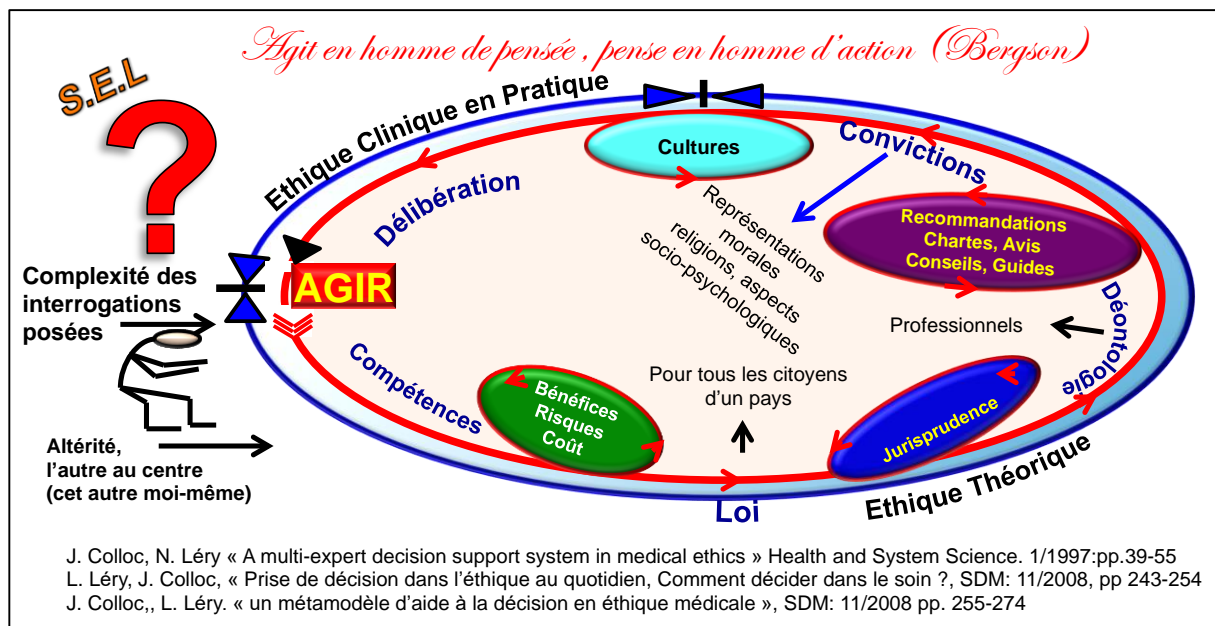 Agit en homme de pensée , pense en homme d'action (Bergson)
S.E.L
?
Ethique Clinique en Pratique
Cultures
Convictions
Délibération
Représentations
morales
religions, aspects
socio-psychologiques
Recommandations
Chartes, Avis
Conseils, Guides
Complexité des
interrogations
posées
AGIR
Déontologie
Professionnels
Compétences
Bénéfices
Risques
Coût
Pour tous les citoyens
d'un pays
Jurisprudence
Altérité,
l'autre au centre
(cet autre moi-même)
Loi
Ethique Théorique
J. Colloc, N. Léry « A multi-expert decision support system in medical ethics » Health and System Science. 1/1997:pp.39-55
L. Léry, J. Colloc, « Prise de décision dans l'éthique au quotidien, Comment décider dans le soin ?, SDM: 11/2008, pp 243-254
J. Colloc,, L. Léry. « un métamodèle d'aide à la décision en éthique médicale », SDM: 11/2008 pp. 255-274